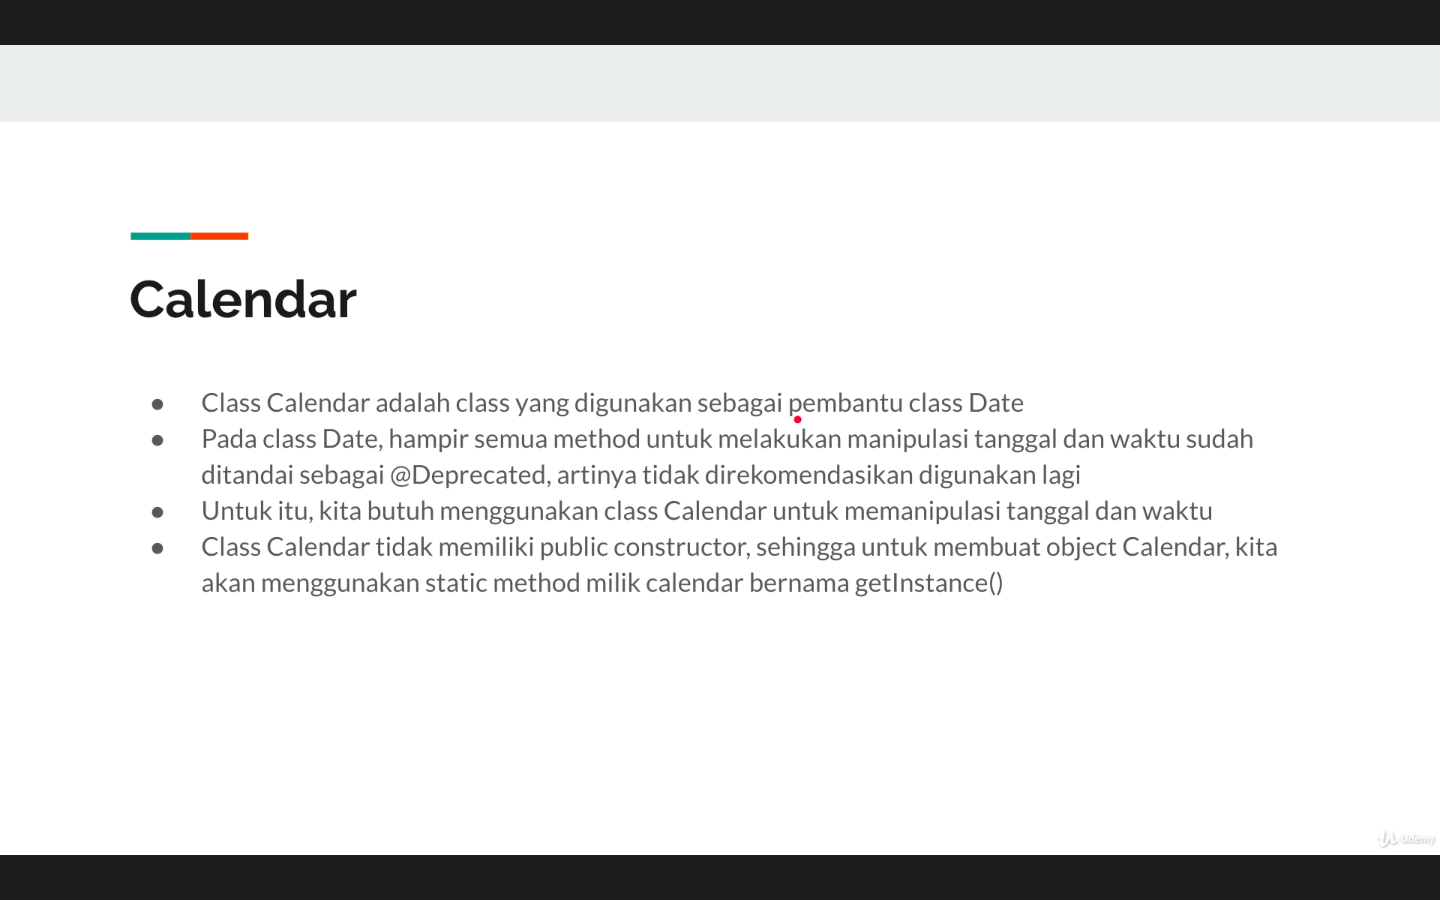 Calendar
● Class Calendar adalah class yang digunakan sebagai pembantu class Date
● Pada class Date, hampir semua method untuk melakukan manipulasi tanggal dan waktu sudah
ditandai sebagai @Deprecated, artinya tidak direkomendasikan digunakan lagi
● Untuk itu, kita butuh menggunakan class Calendar untuk memanipulasi tanggal dan waktu
● Class Calendar tidak memiliki public constructor, sehingga untuk membuat object Calendar, kita
akan menggunakan static method milik calendar bernama getInstance()
Udemy